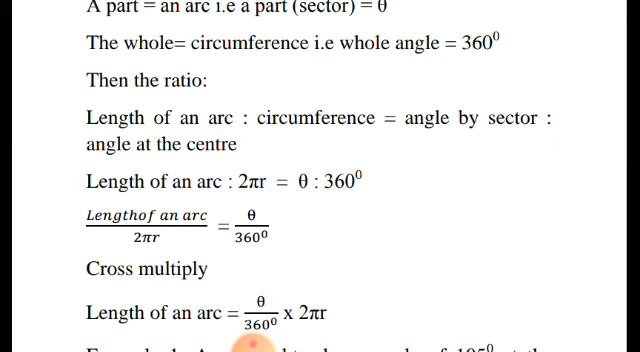 A part = an arc i.e a part (sector) = θ
The whole= circumference i.e whole angle = 360⁰
Then the ratio:
Length of an arc : circumference = angle by sector :
angle at the centre
Length of an arc : 2πr = θ : 360⁰
Lengthof an arc / 2πr = θ / 360⁰
Cross multiply
Length of an arc = θ / 360⁰ x 2πr